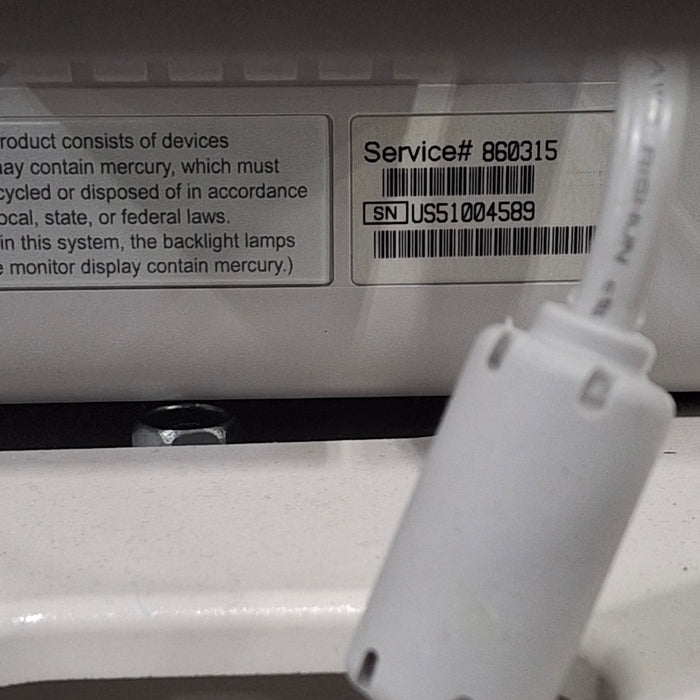 roduct consists of devices
ay contain mercury, which must
cycled or disposed of in accordance
ocal, state, or federal laws.
in this system, the backlight lamps
e monitor display contain mercury.)
Service# 860315
SN US51004589